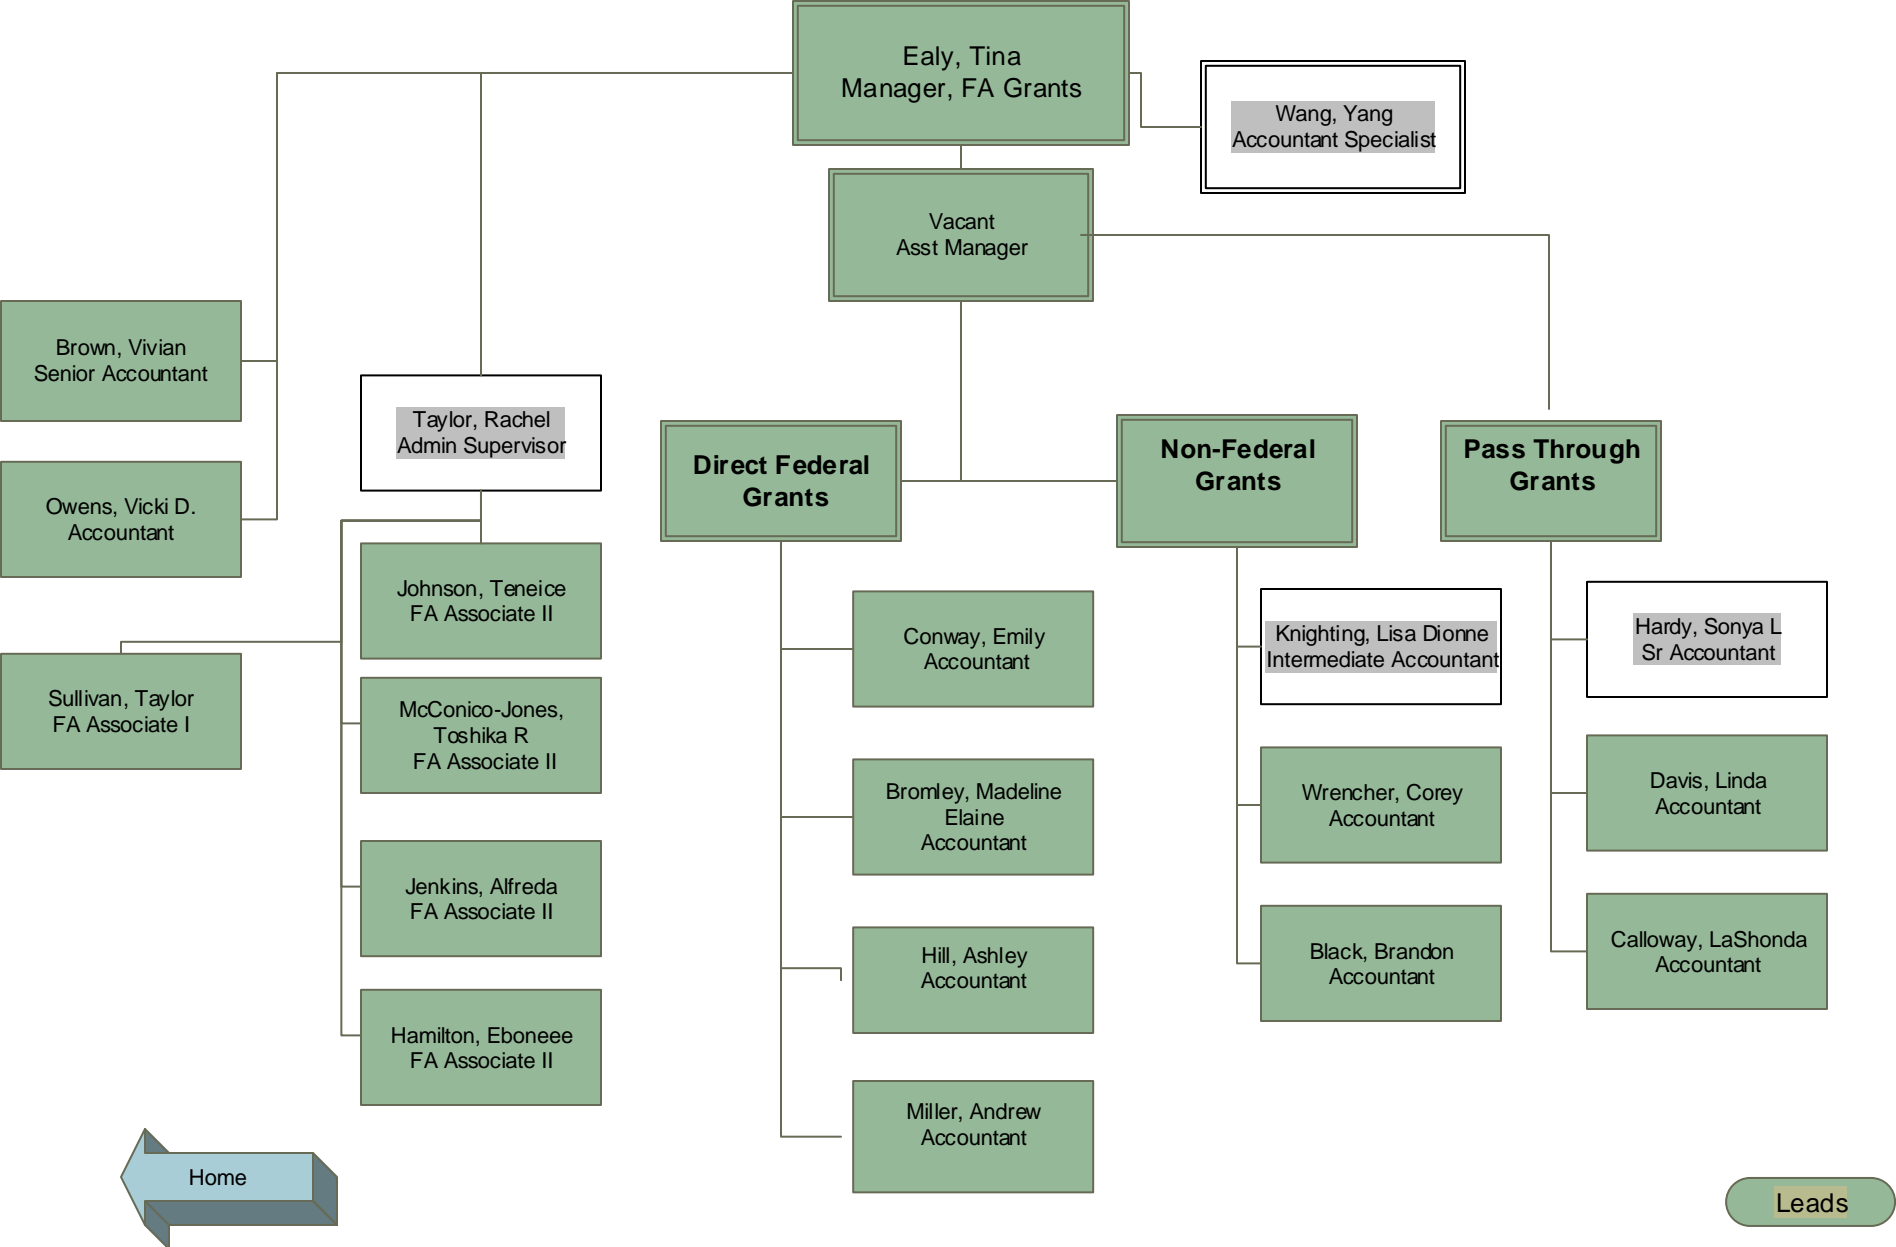 Ealy, Tina
Manager, FA Grants
Wang, Yang
Accountant Specialist
Vacant
Asst Manager
Brown, Vivian
Senior Accountant
Owens, Vicki D.
Accountant
Taylor, Rachel
Admin Supervisor
Johnson, Teneice
FA Associate II
Sullivan, Taylor
FA Associate I
McConico-Jones,
Toshika R
FA Associate II
Jenkins, Alfreda
FA Associate II
Hamilton, Eboneee
FA Associate II
Direct Federal
Grants
Conway, Emily
Accountant
Bromley, Madeline
Elaine
Accountant
Hill, Ashley
Accountant
Miller, Andrew
Accountant
Non-Federal
Grants
Knighting, Lisa Dionne
Intermediate Accountant
Wrencher, Corey
Accountant
Black, Brandon
Accountant
Pass Through
Grants
Hardy, Sonya L
Sr Accountant
Davis, Linda
Accountant
Calloway, LaShonda
Accountant
Home
Leads